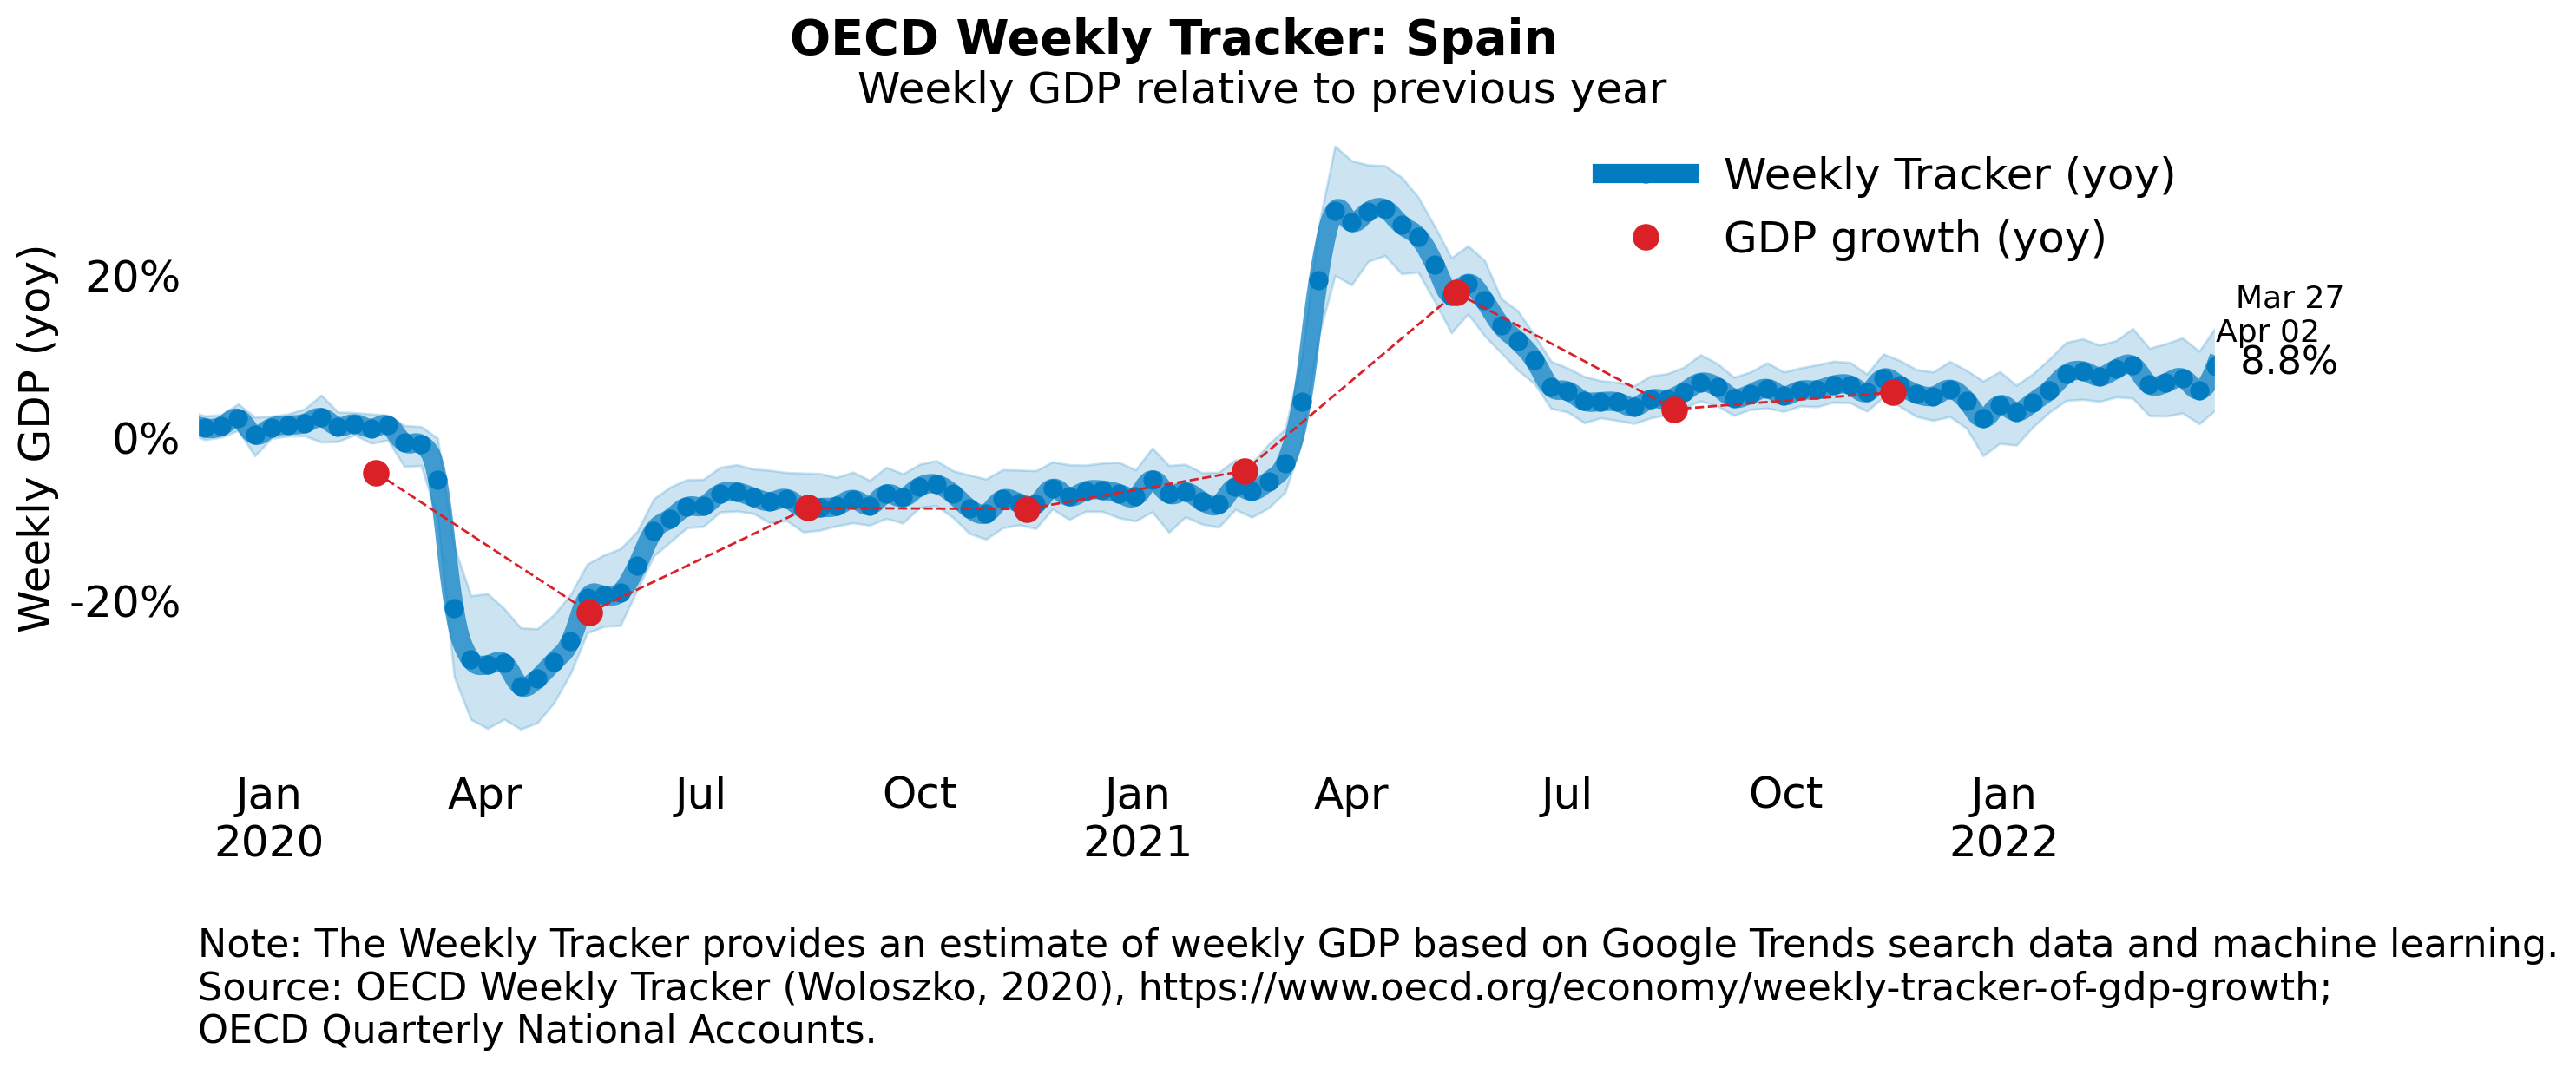 OECD Weekly Tracker: Spain
Weekly GDP relative to previous year
Weekly Tracker (yoy)
GDP growth (yoy)
Weekly GDP (yoy)
20%
0%
-20%
Mar 27
Apr 02
8.8%
Jan Apr Jul Oct Jan Apr Jul Oct Jan
2020 2021 2022
Note: The Weekly Tracker provides an estimate of weekly GDP based on Google Trends search data and machine learning.
Source: OECD Weekly Tracker (Woloszko, 2020), https://www.oecd.org/economy/weekly-tracker-of-gdp-growth;
OECD Quarterly National Accounts.